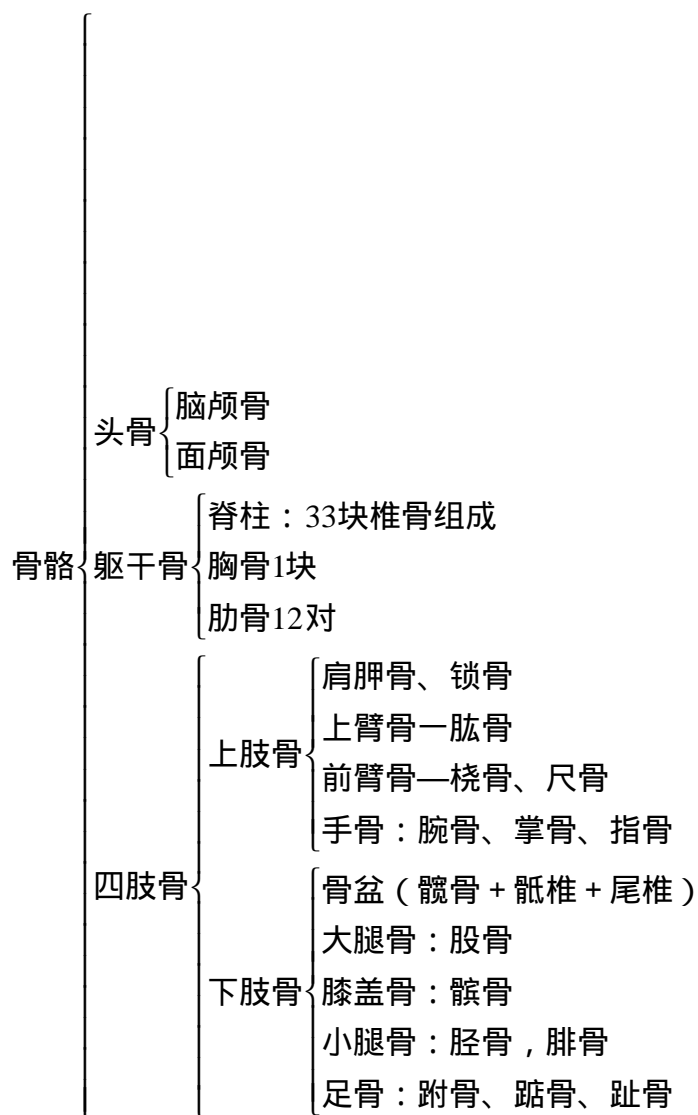 头骨
脑颅骨
面颅骨
骨骼
躯干骨
脊柱：33块椎骨组成
胸骨1块
肋骨12对
四肢骨
上肢骨
肩胛骨、锁骨
上臂骨一肱骨
前臂骨—桡骨、尺骨
手骨：腕骨、掌骨、指骨
下肢骨
骨盆（髋骨+骶椎+尾椎）
大腿骨：股骨
膝盖骨：髌骨
小腿骨：胫骨，腓骨
足骨：跗骨、跖骨、趾骨